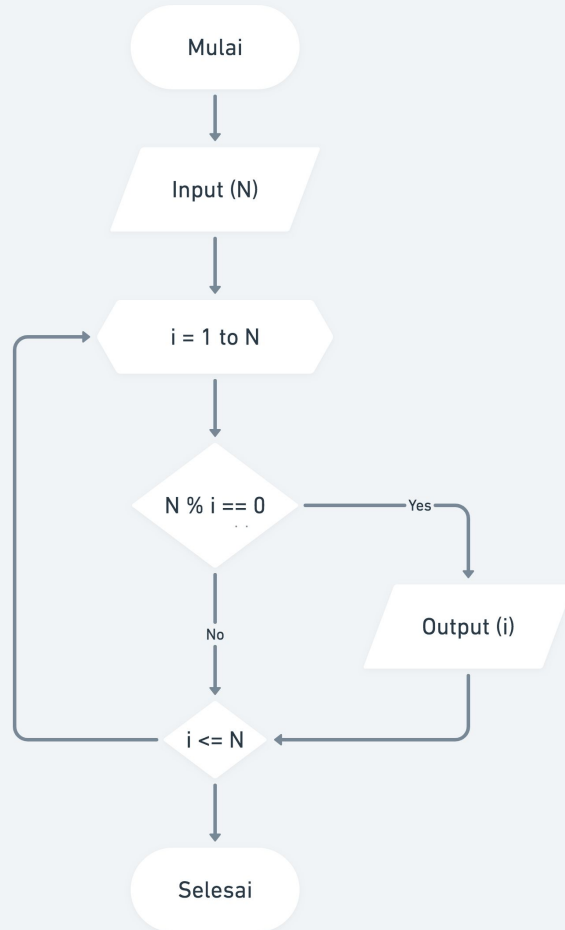 Mulai
Input (N)
i = 1 to N
N % i == 0
Yes
No
Output (i)
i <= N
Selesai